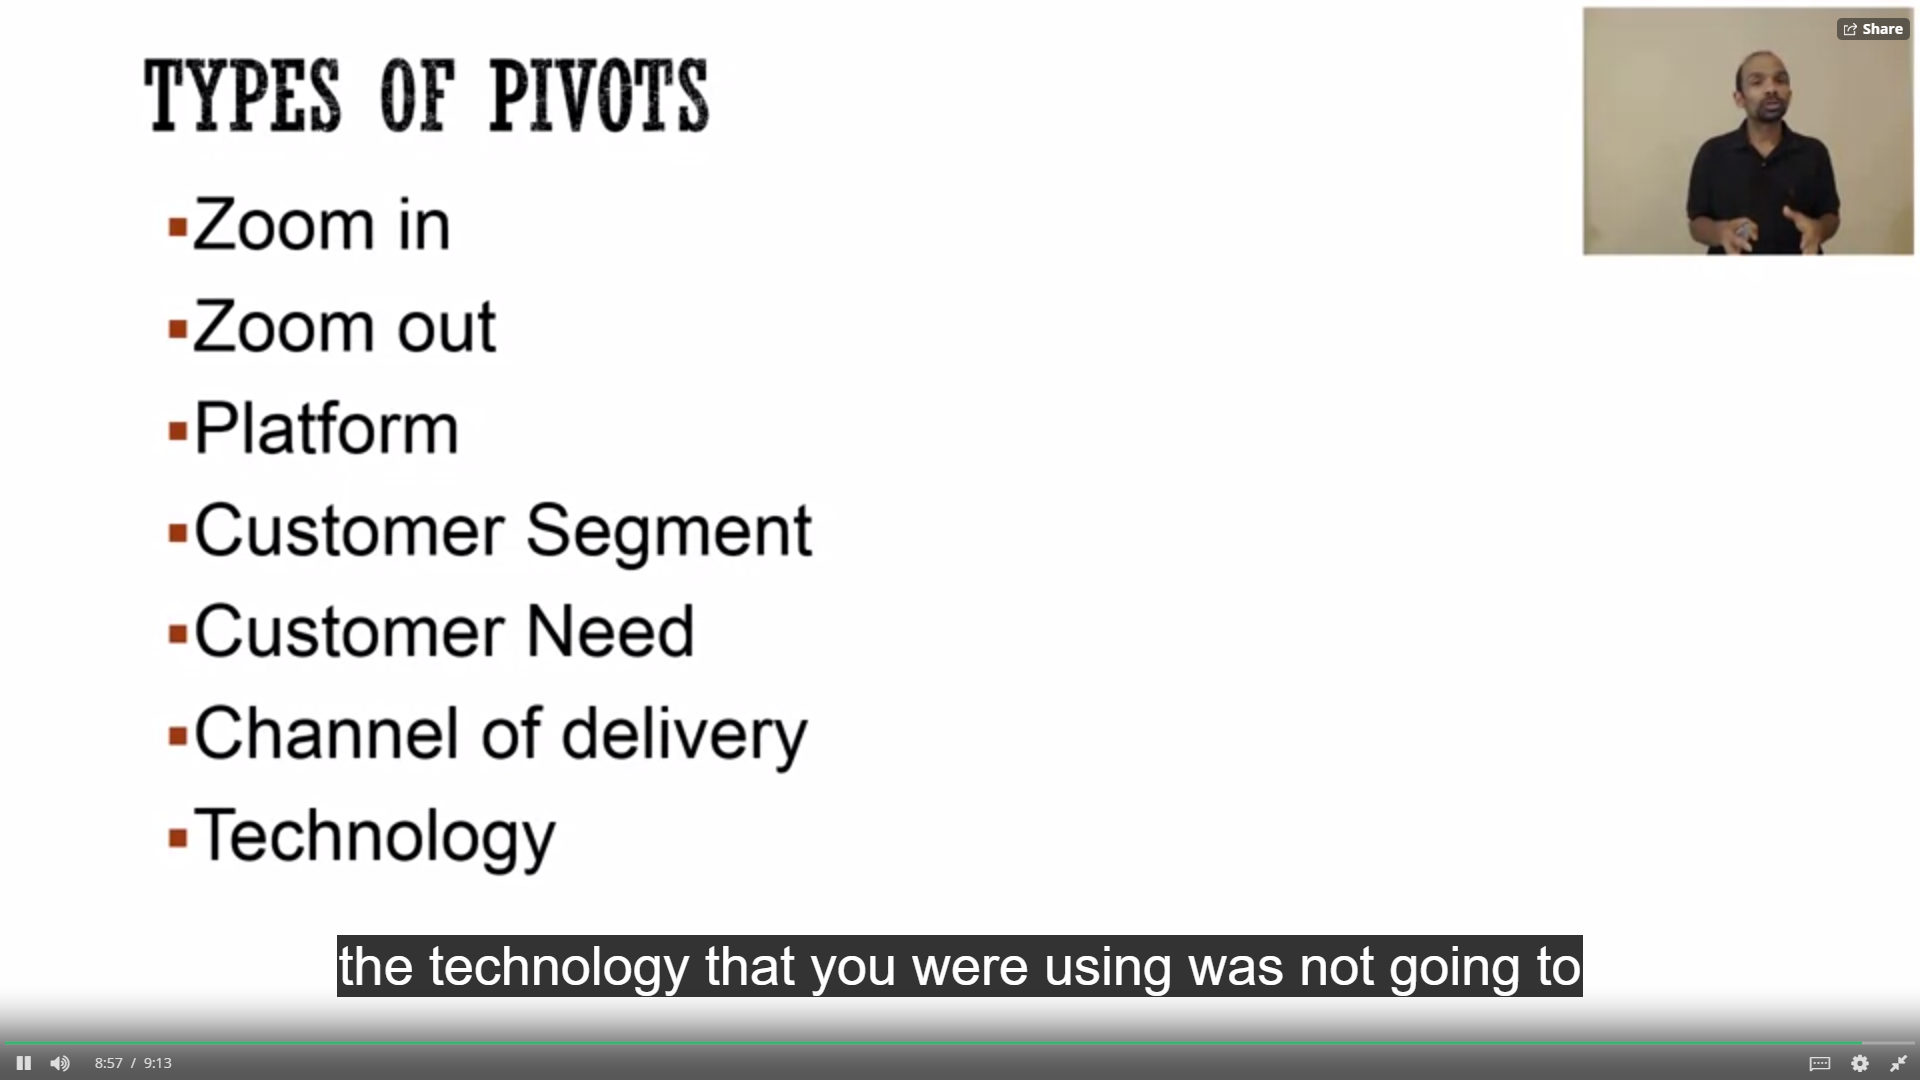 Share
TYPES OF PIVOTS
▪Zoom in
▪Zoom out
▪Platform
▪Customer Segment
▪Customer Need
▪Channel of delivery
▪Technology
the technology that you were using was not going to
8:57 / 9:13